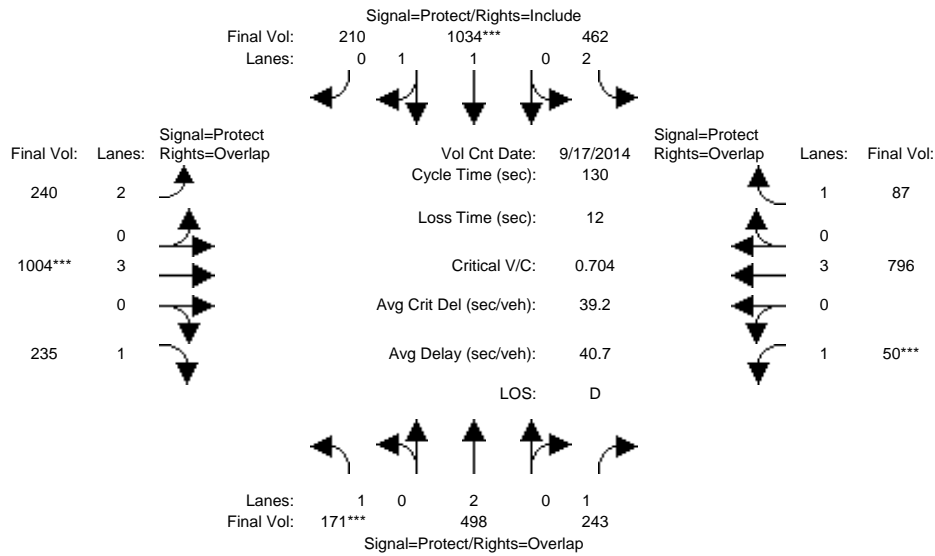 Signal=Protect/Rights=Include
Final Vol: 210 1034*** 462
Lanes: 0 1 1 0 2
Signal=Protect Signal=Protect
Final Vol: Lanes: Rights=Overlap Vol Cnt Date: 9/17/2014 Rights=Overlap Lanes: Final Vol:
Cycle Time (sec): 130
240 2 1 87
Loss Time (sec): 12
0 0
1004*** 3 Critical V/C: 0.704 3 796
0 Avg Crit Del (sec/veh): 39.2 0
235 1 Avg Delay (sec/veh): 40.7 1 50***
LOS: D
Lanes: 1 0 2 0 1
Final Vol: 171*** 498 243
Signal=Protect/Rights=Overlap